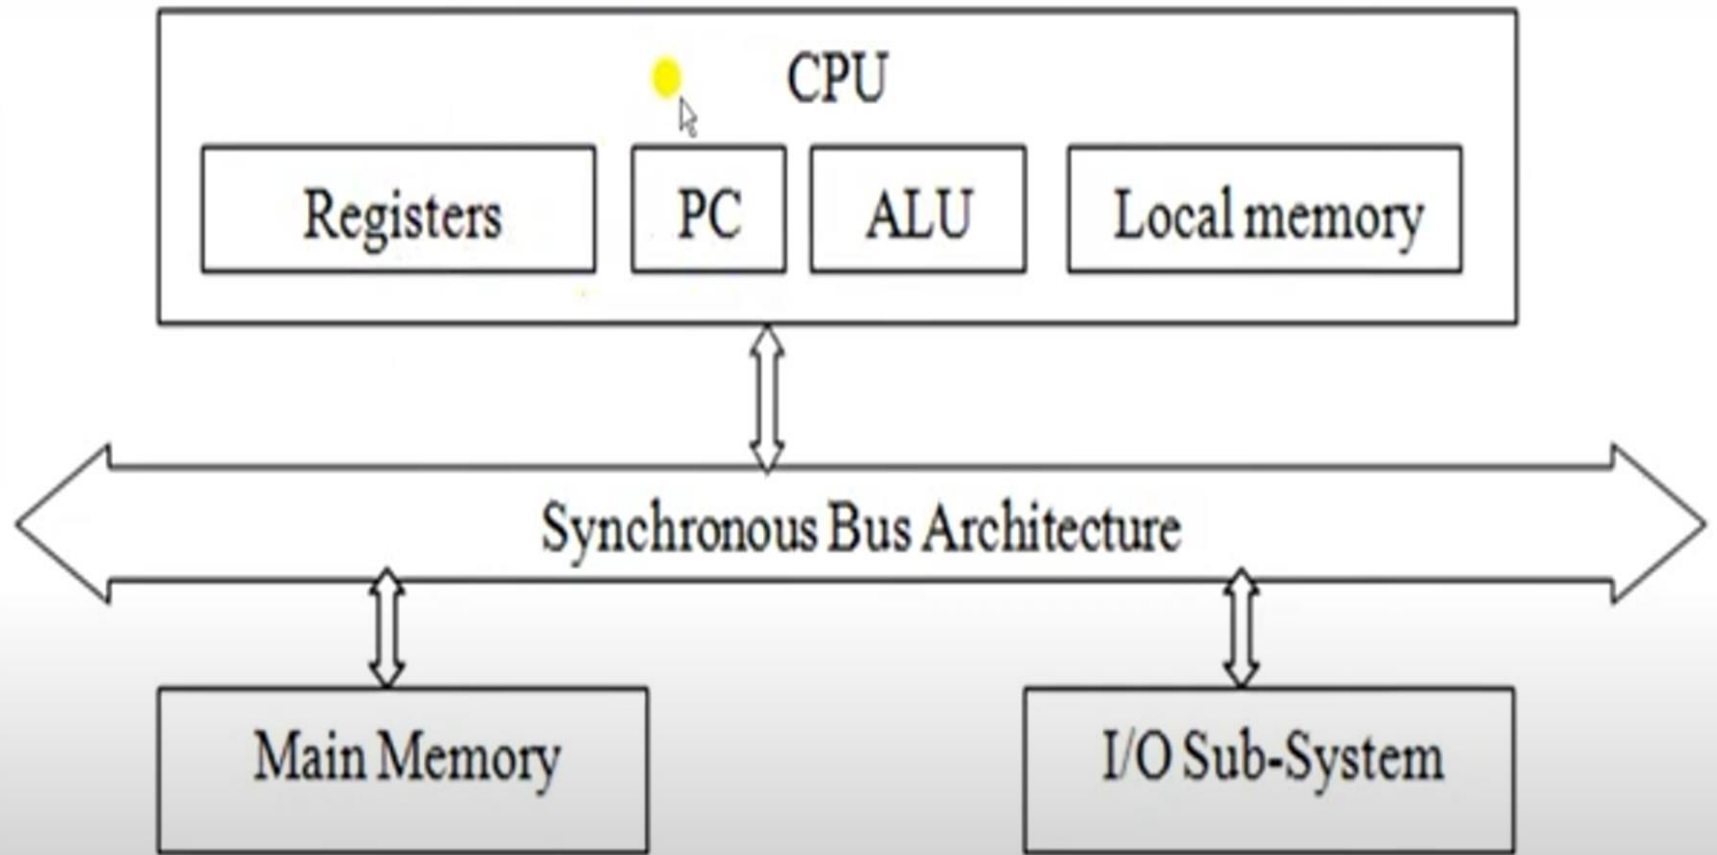 CPU
Registers
PC
ALU
Local memory
Synchronous Bus Architecture
Main Memory
I/O Sub-System